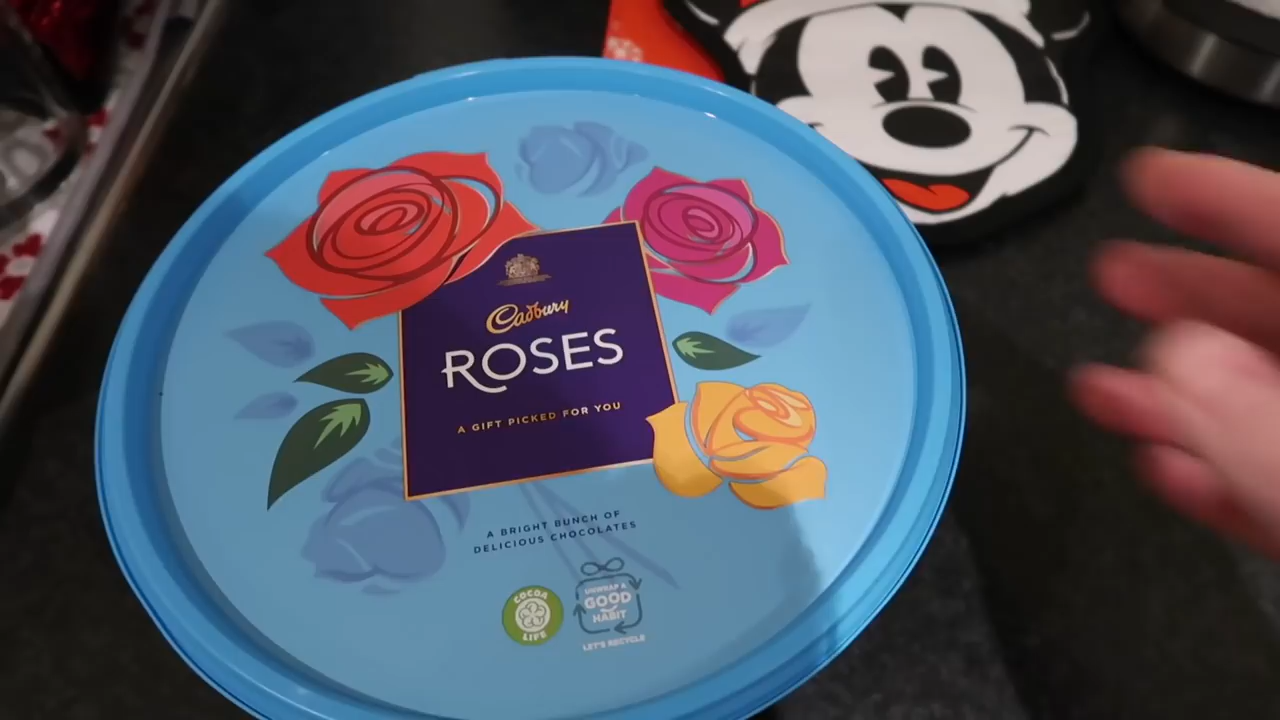 Cadbury
ROSES
A GIFT PICKED FOR YOU
A BRIGHT BUNCH OF
DELICIOUS CHOCOLATES
COCOA
LIFE
UNWRAP A
GOOD
HABIT
LET'S RECYCLE